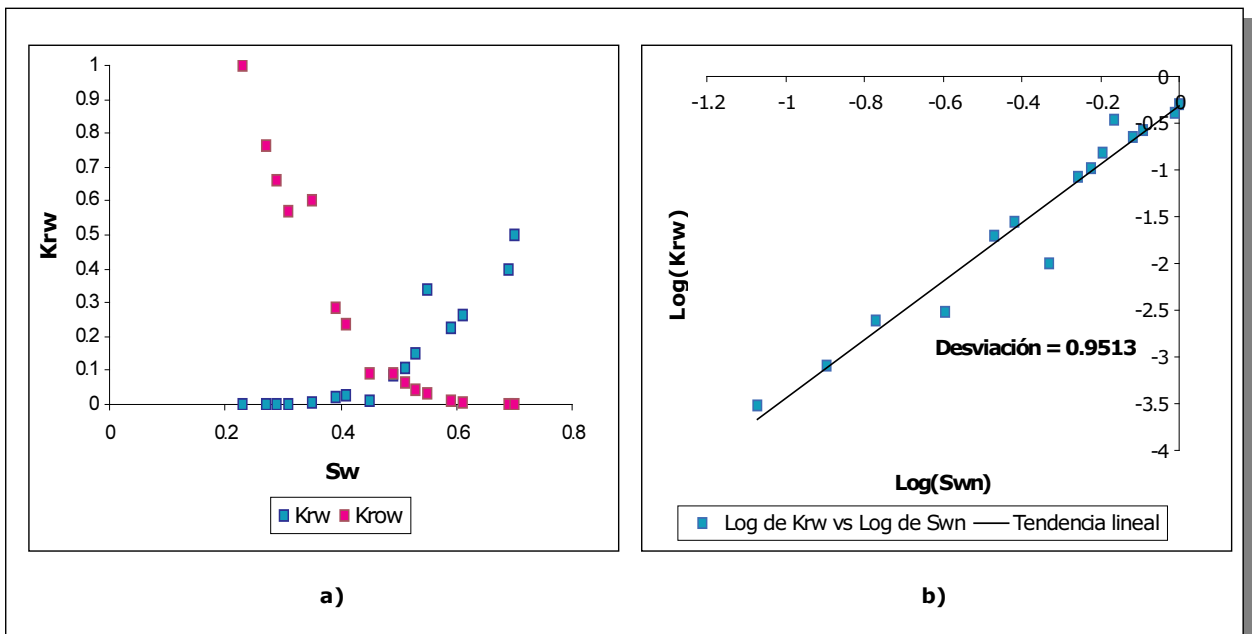 1
0.9
0.8
0.7
0.6
0.5
0.4
0.3
0.2
0.1
0
0 0.2 0.4 0.6 0.8
Krw
Sw
Krw Krow
a)
-1.2 -1 -0.8 -0.6 -0.4 -0.2 0
0
-0.5
-1
-1.5
-2
-2.5
-3
-3.5
-4
Log(Krw)
Desviación = 0.9513
Log(Swn)
Log de Krw vs Log de Swn Tendencia lineal
b)